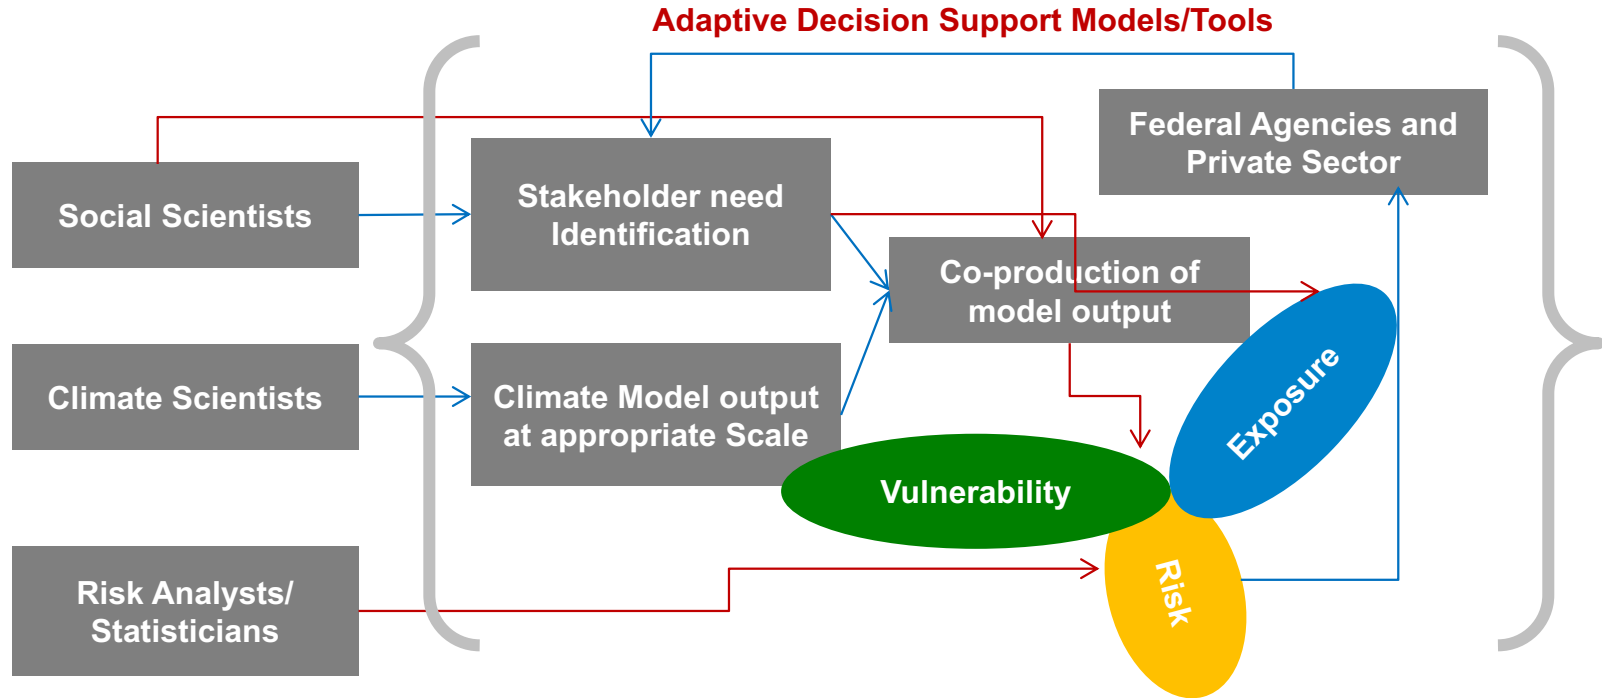 Adaptive Decision Support Models/Tools
Federal Agencies and
Private Sector
Social Scientists
Stakeholder need
Identification
Co-production of
model output
Climate Scientists
Climate Model output
at appropriate Scale
Exposure
Vulnerability
Risk
Risk Analysts/
Statisticians